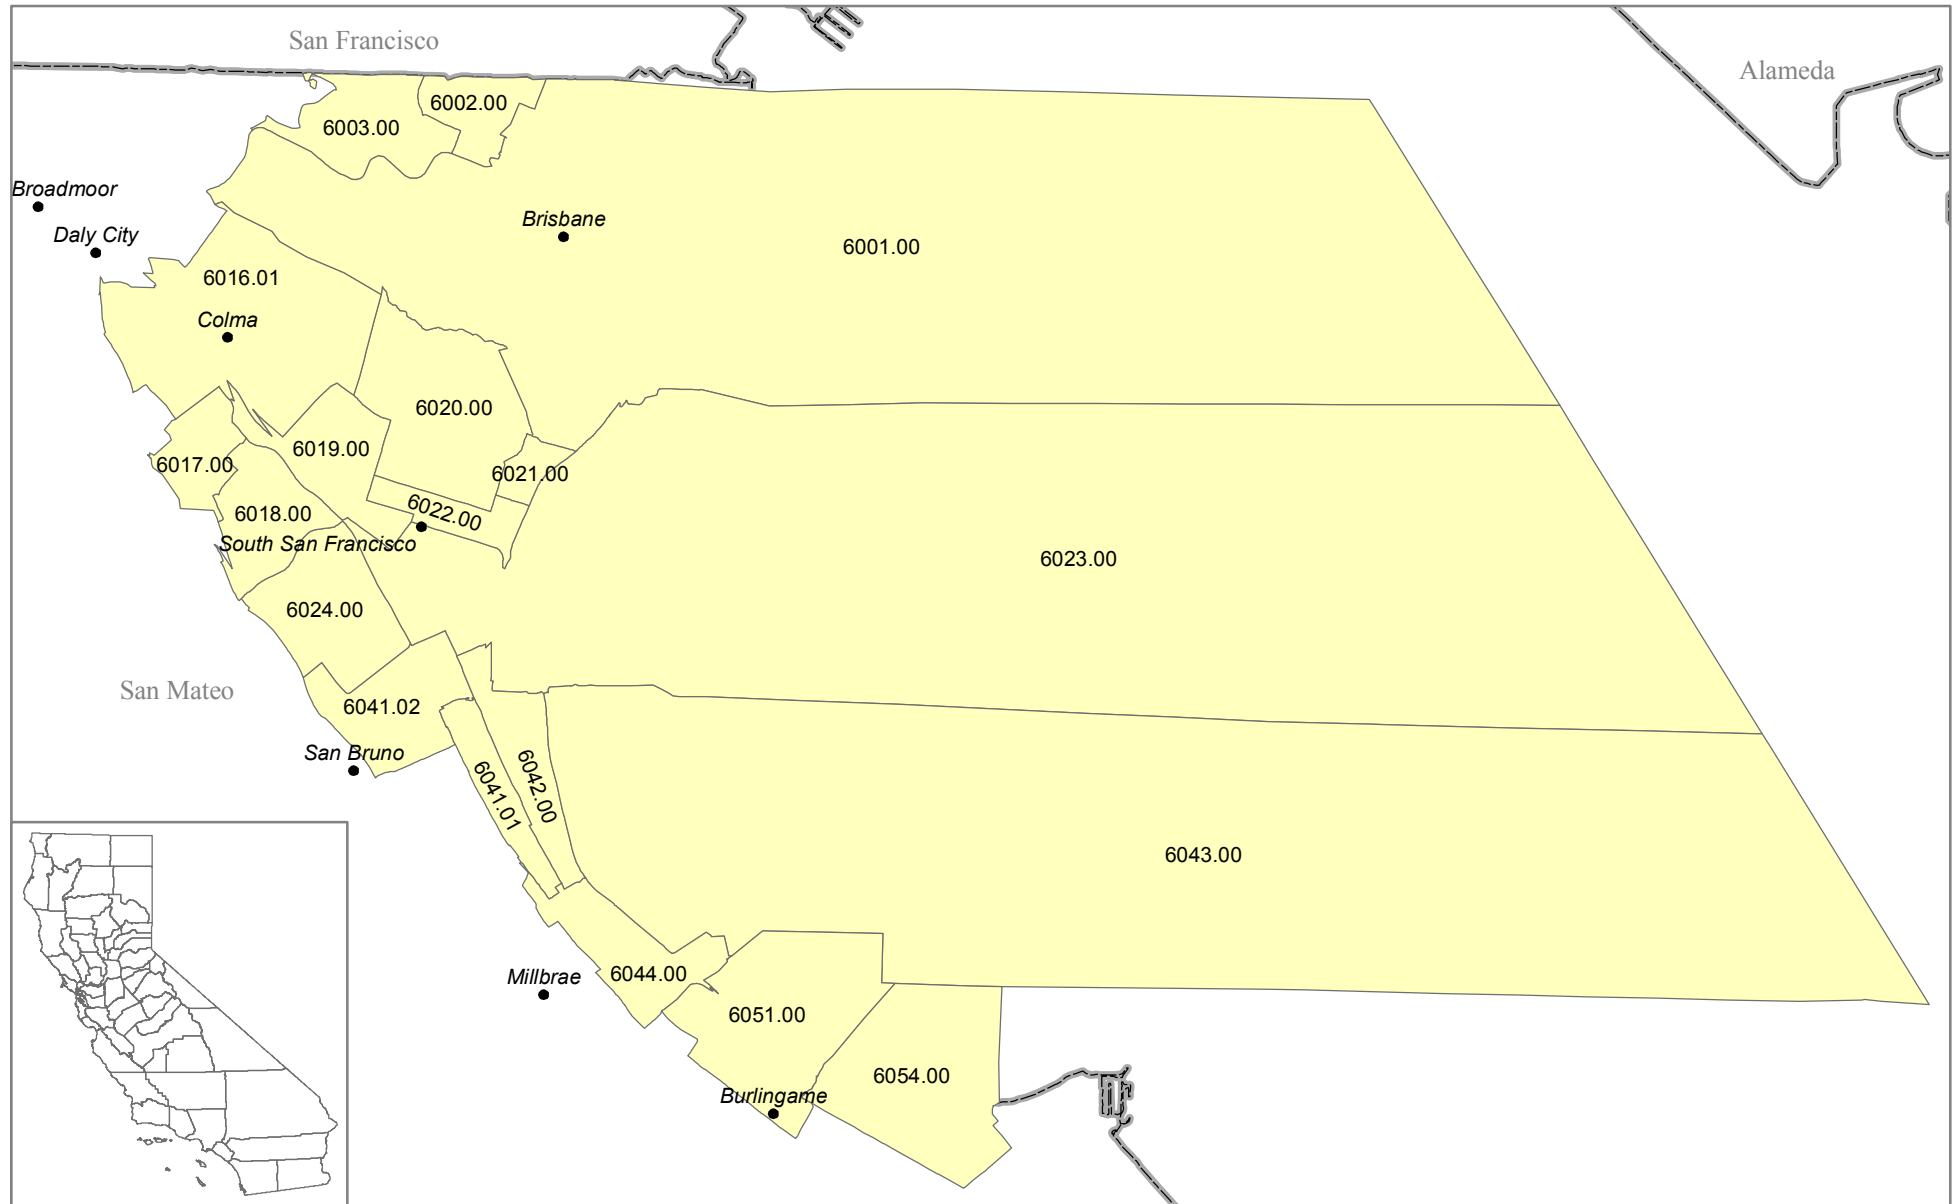 San Francisco
Alameda
6002.00
6003.00
Broadmoor
Brisbane
Daly City
6001.00
6016.01
Colma
6020.00
6019.00
6017.00
6021.00
6022.00
6018.00
South San Francisco
6023.00
6024.00
San Mateo
6041.02
San Bruno
6042.00
6041.01
6043.00
Millbrae
6044.00
6051.00
6054.00
Burlingame